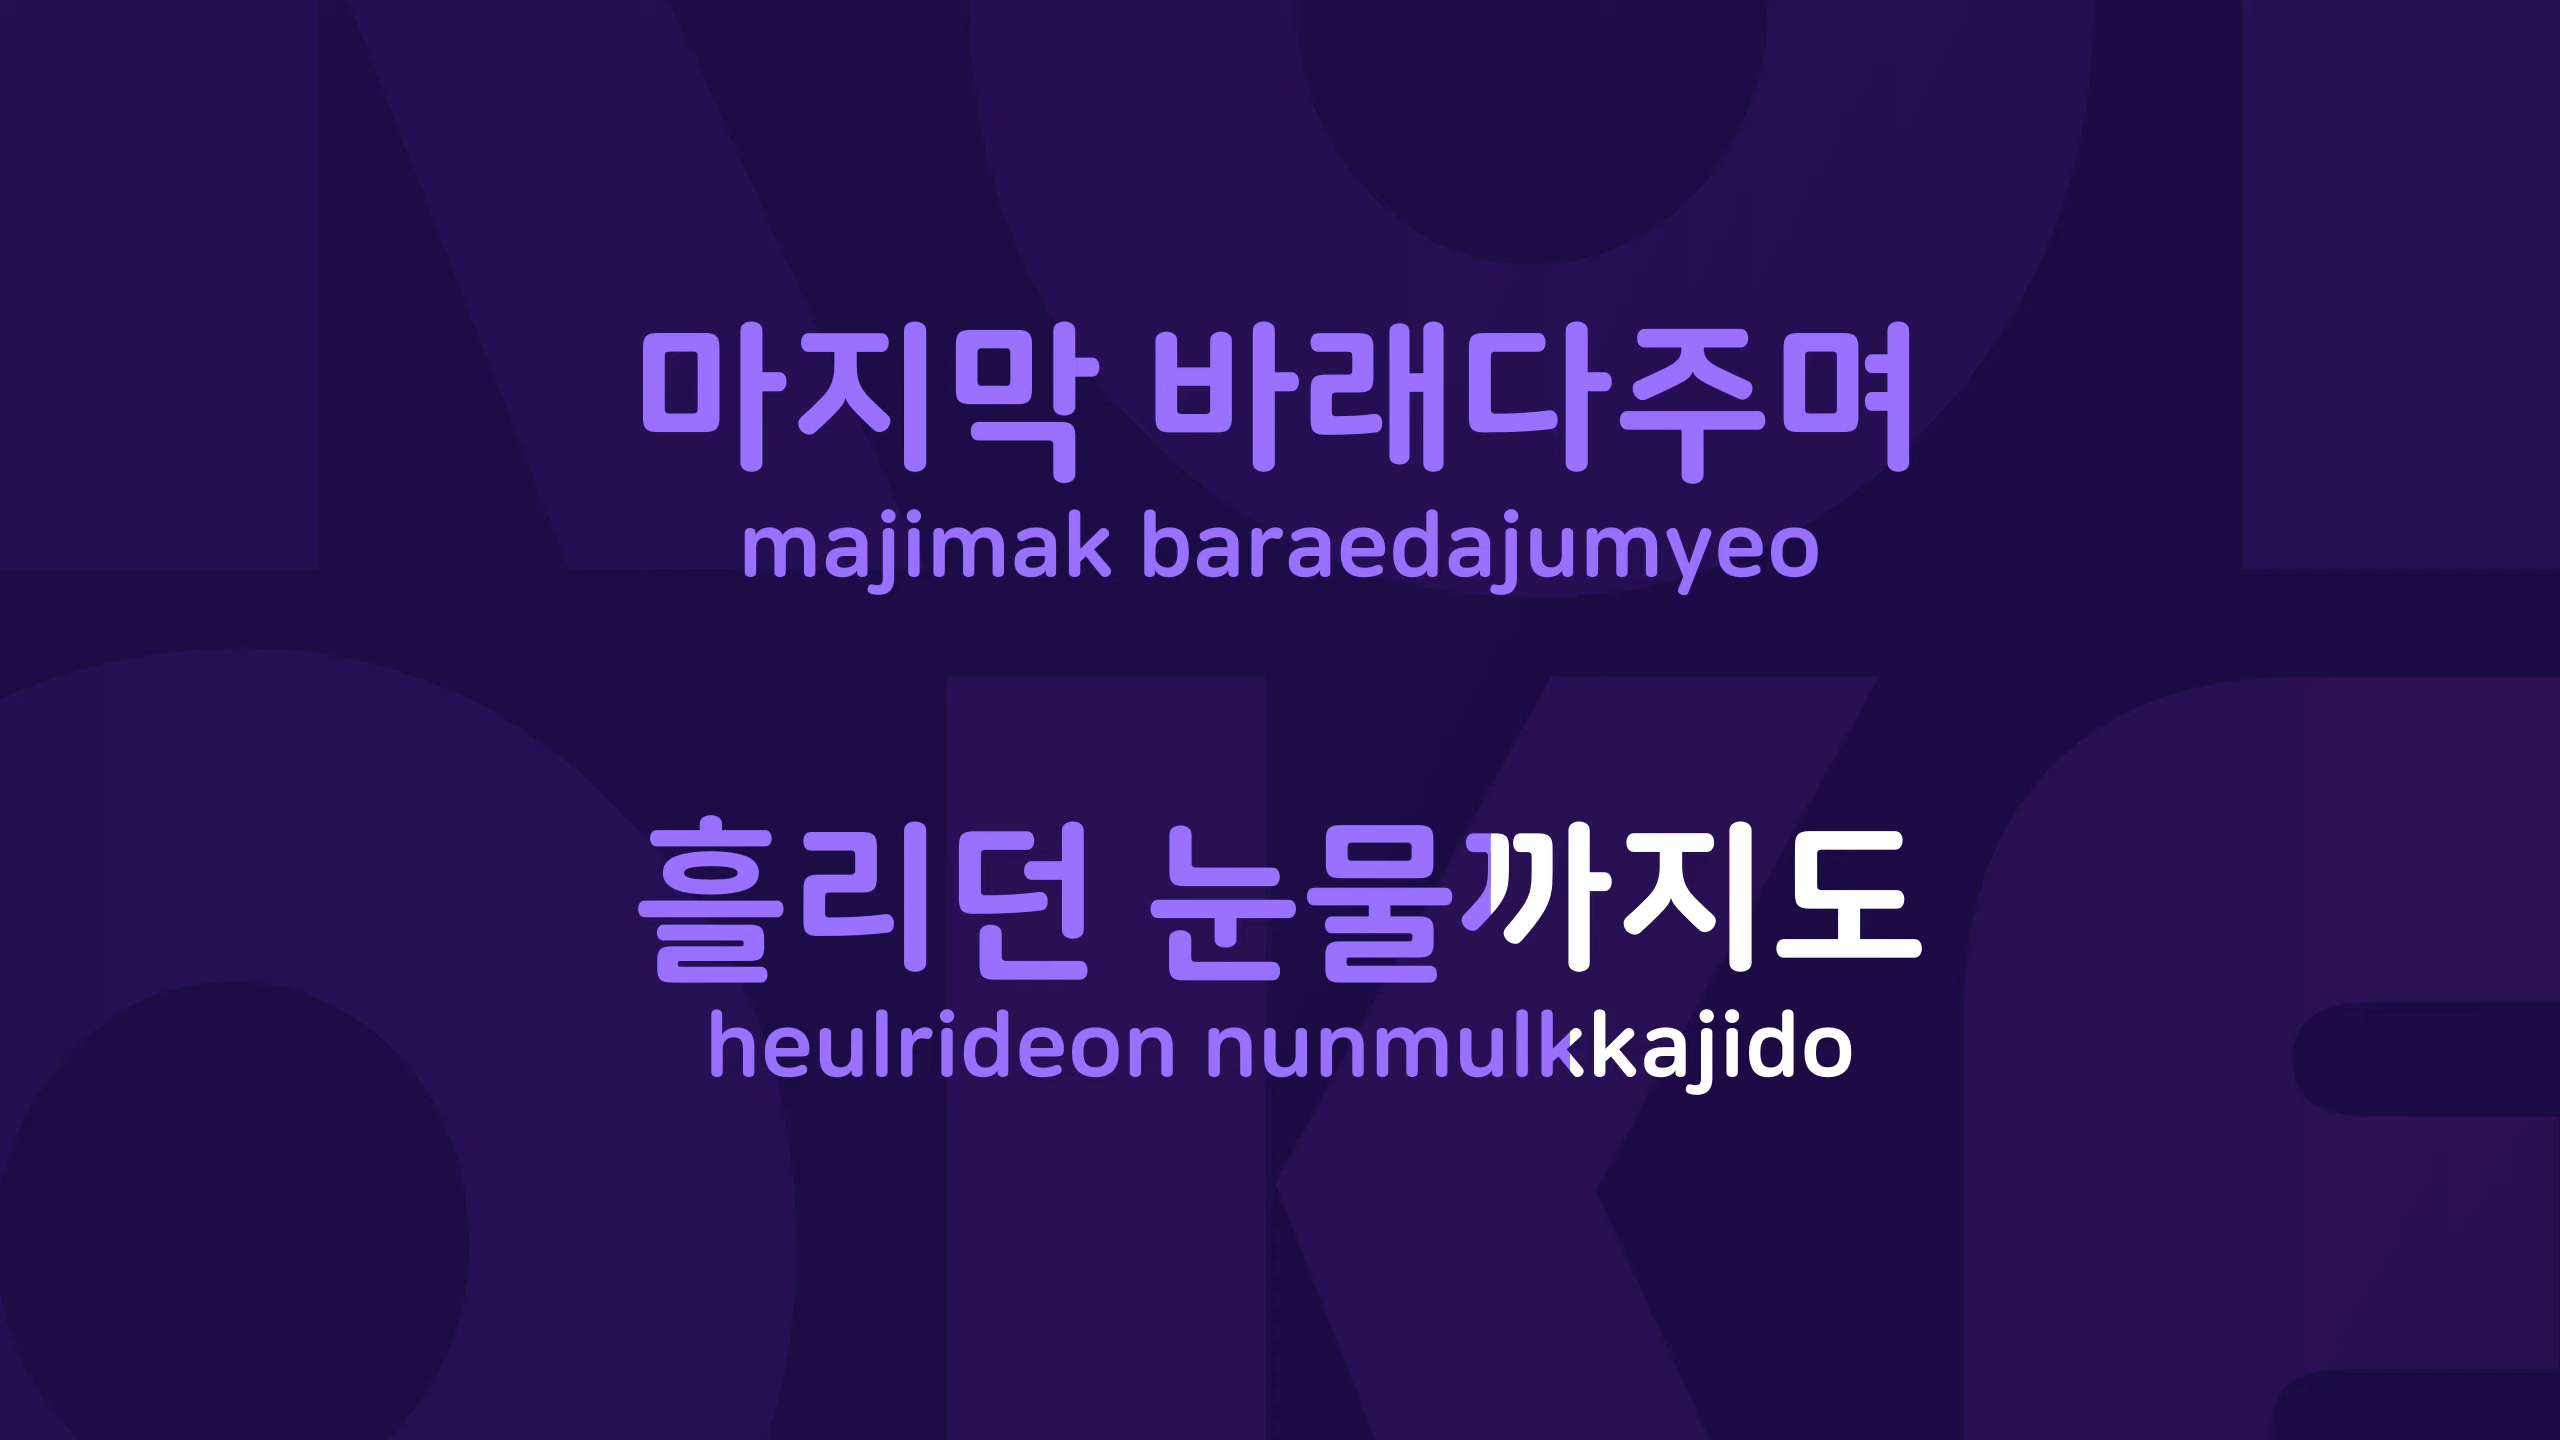 마지막 바래다주며
majimak baraedajumyeo
흘리던 눈물까지도
heulrideon nunmulkkajido